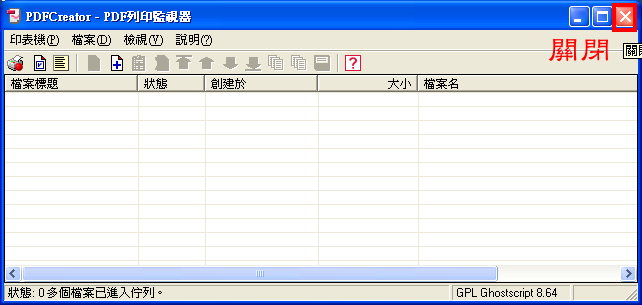 PDFCreator - PDF列印監視器
印表機(P) 檔案(D) 檢視(V) 說明(?)
關閉
檔案標題 狀態 創建於 大小 檔案名
狀態: 0 多個檔案已進入佇列。 GPL Ghostscript 8.64